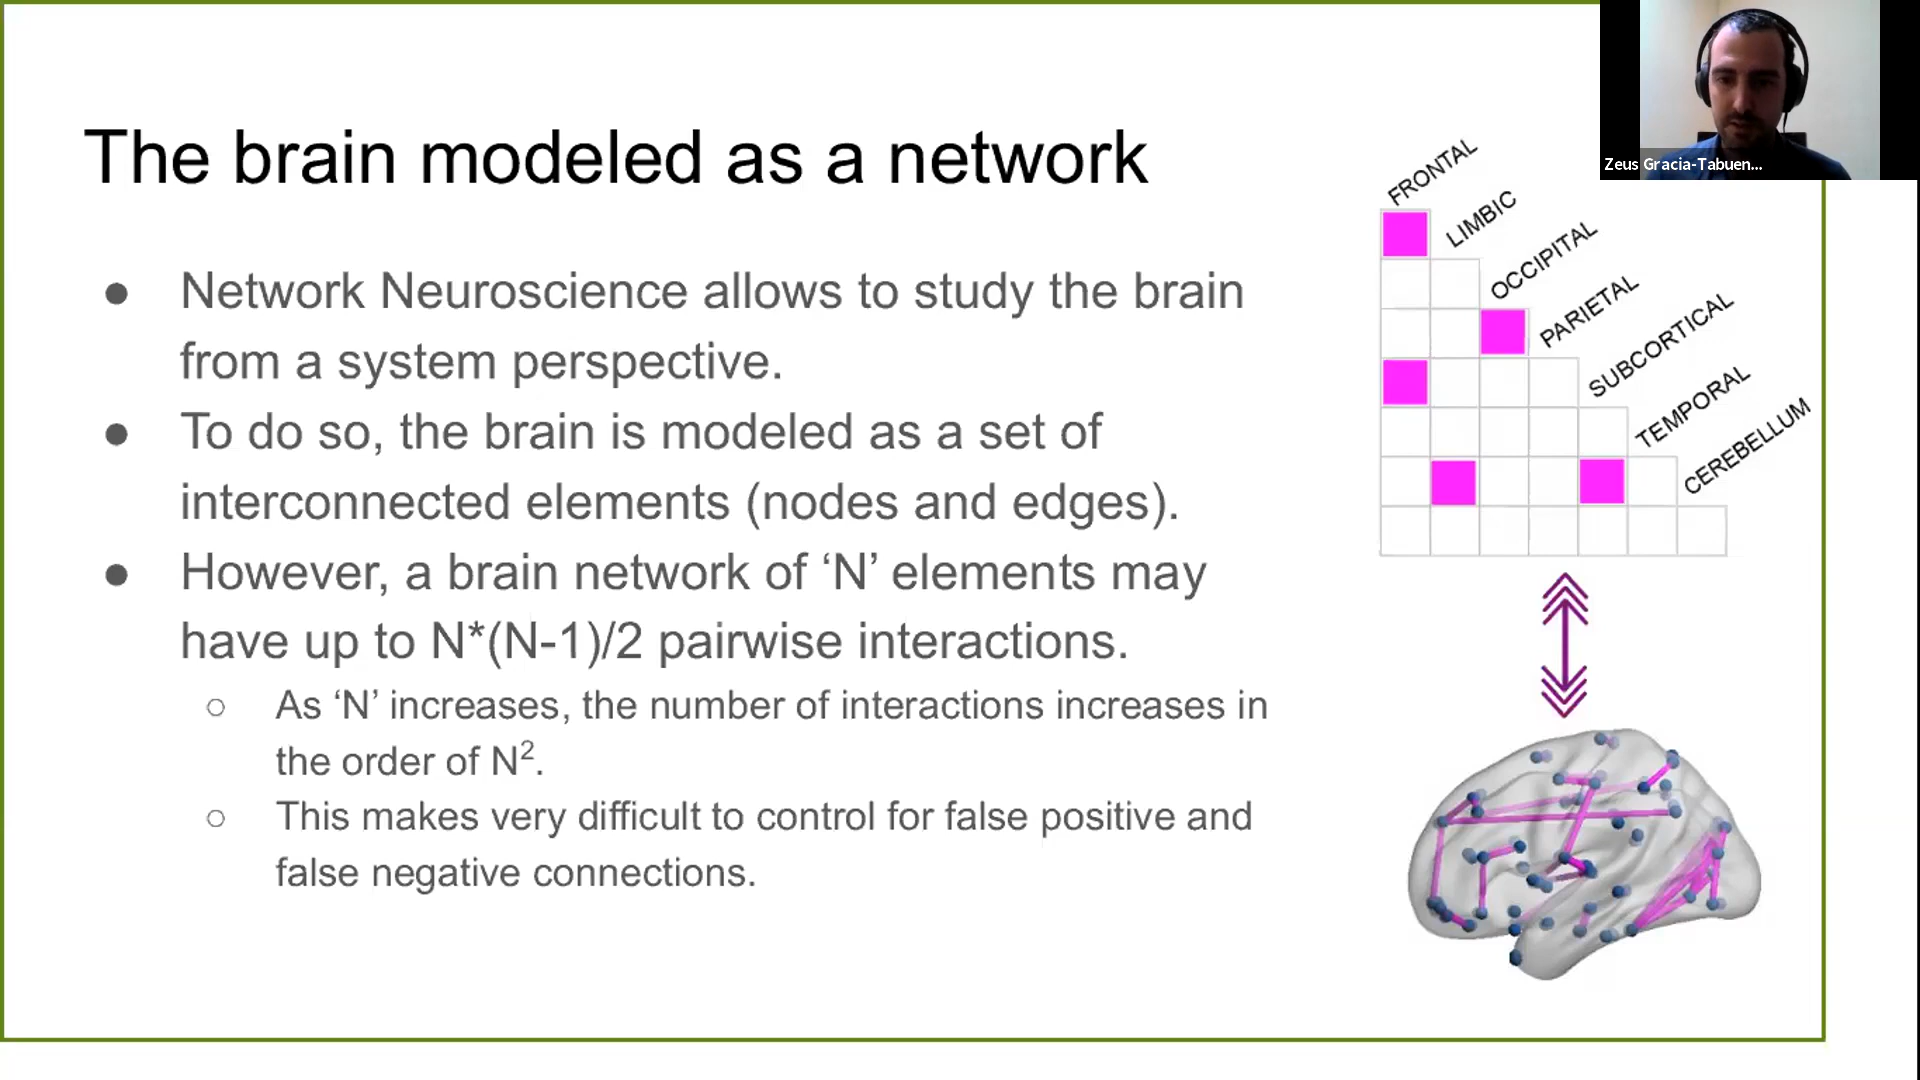 The brain modeled as a network
● Network Neuroscience allows to study the brain
from a system perspective.
● To do so, the brain is modeled as a set of
interconnected elements (nodes and edges).
● However, a brain network of ‘N’ elements may
have up to N*(N-1)/2 pairwise interactions.
○ As ‘N’ increases, the number of interactions increases in
the order of N².
○ This makes very difficult to control for false positive and
false negative connections.
FRONTAL
LIMBIC
OCCIPITAL
PARIETAL
SUBCORTICAL
TEMPORAL
CEREBELLUM
Zeus Gracia-Tabuen...